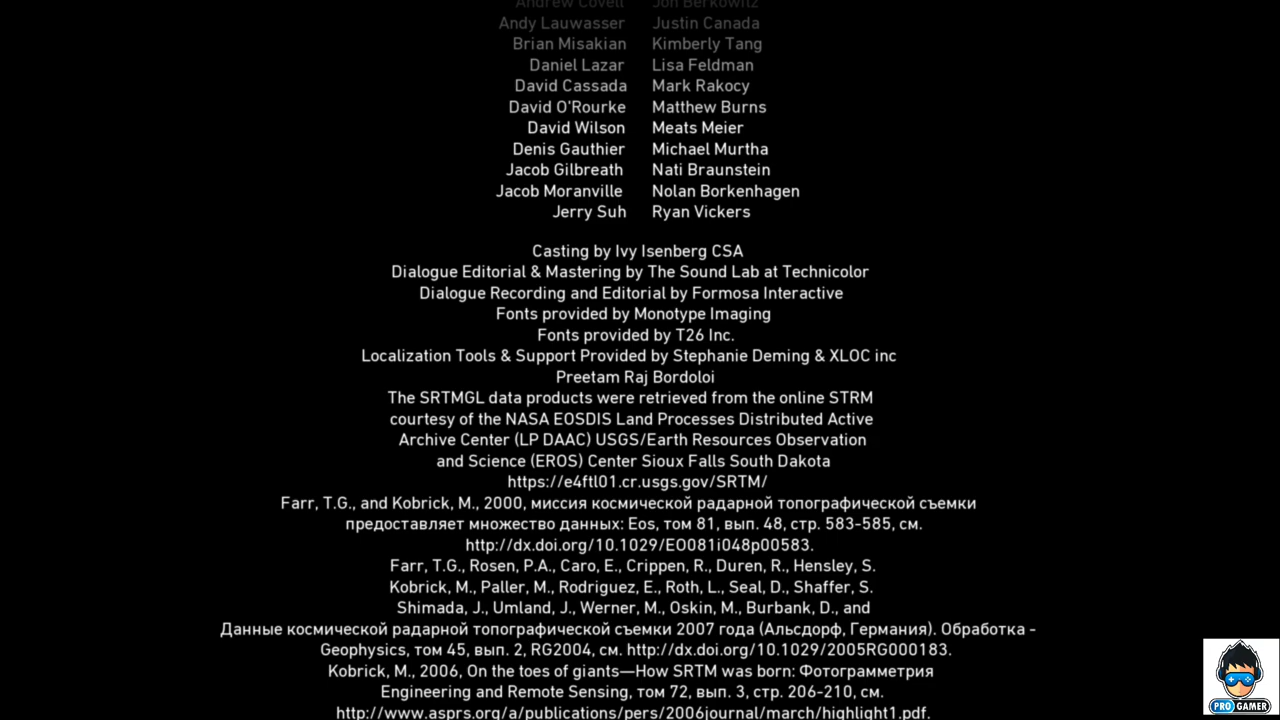 Andrew Covell Jon Berkowitz
Andy Lauwasser Justin Canada
Brian Misakian Kimberly Tang
Daniel Lazar Lisa Feldman
David Cassada Mark Rakocy
David O'Rourke Matthew Burns
David Wilson Meats Meier
Denis Gauthier Michael Murtha
Jacob Gilbreath Nati Braunstein
Jacob Moranville Nolan Borkenhagen
Jerry Suh Ryan Vickers
Casting by Ivy Isenberg CSA
Dialogue Editorial & Mastering by The Sound Lab at Technicolor
Dialogue Recording and Editorial by Formosa Interactive
Fonts provided by Monotype Imaging
Fonts provided by T26 Inc.
Localization Tools & Support Provided by Stephanie Deming & XLOC inc
Preetam Raj Bordoloi
The SRTMGL data products were retrieved from the online STRM
courtesy of the NASA EOSDIS Land Processes Distributed Active
Archive Center (LP DAAC) USGS/Earth Resources Observation
and Science (EROS) Center Sioux Falls South Dakota
https://e4ftl01.cr.usgs.gov/SRTM/
Farr, T.G., and Kobrick, M., 2000, миссия космической радарной топографической съемки
предоставляет множество данных: Eos, том 81, вып. 48, стр. 583-585, см.
http://dx.doi.org/10.1029/EO081i048p00583.
Farr, T.G., Rosen, P.A., Caro, E., Crippen, R., Duren, R., Hensley, S.
Kobrick, M., Paller, M., Rodriguez, E., Roth, L., Seal, D., Shaffer, S.
Shimada, J., Umland, J., Werner, M., Oskin, M., Burbank, D., and
Данные космической радарной топографической съемки 2007 года (Альсдорф, Германия). Обработка -
Geophysics, том 45, вып. 2, RG2004, см. http://dx.doi.org/10.1029/2005RG000183.
Kobrick, M., 2006, On the toes of giants—How SRTM was born: Фотограмметрия
Engineering and Remote Sensing, том 72, вып. 3, стр. 206-210, см.
http://www.asprs.org/a/publications/pers/2006journal/march/highlight1.pdf.
PRO GAMER